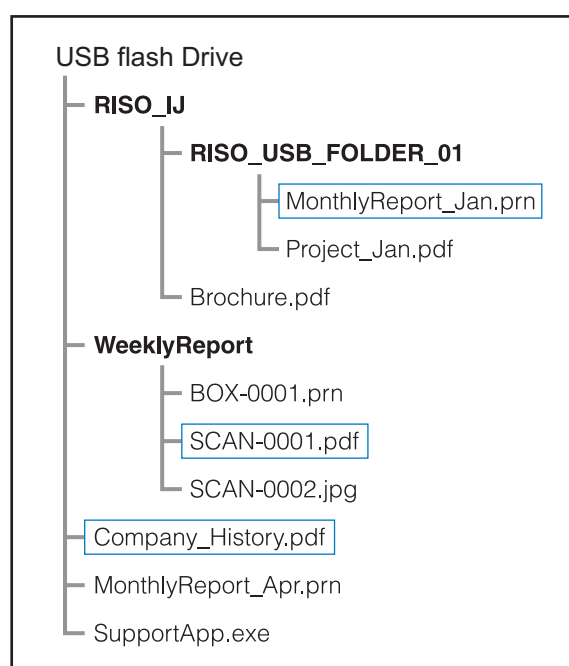 USB flash Drive
RISO_IJ
RISO_USB_FOLDER_01
MonthlyReport_Jan.prn
Project_Jan.pdf
Brochure.pdf
WeeklyReport
BOX-0001.prn
SCAN-0001.pdf
SCAN-0002.jpg
Company_History.pdf
MonthlyReport_Apr.prn
SupportApp.exe